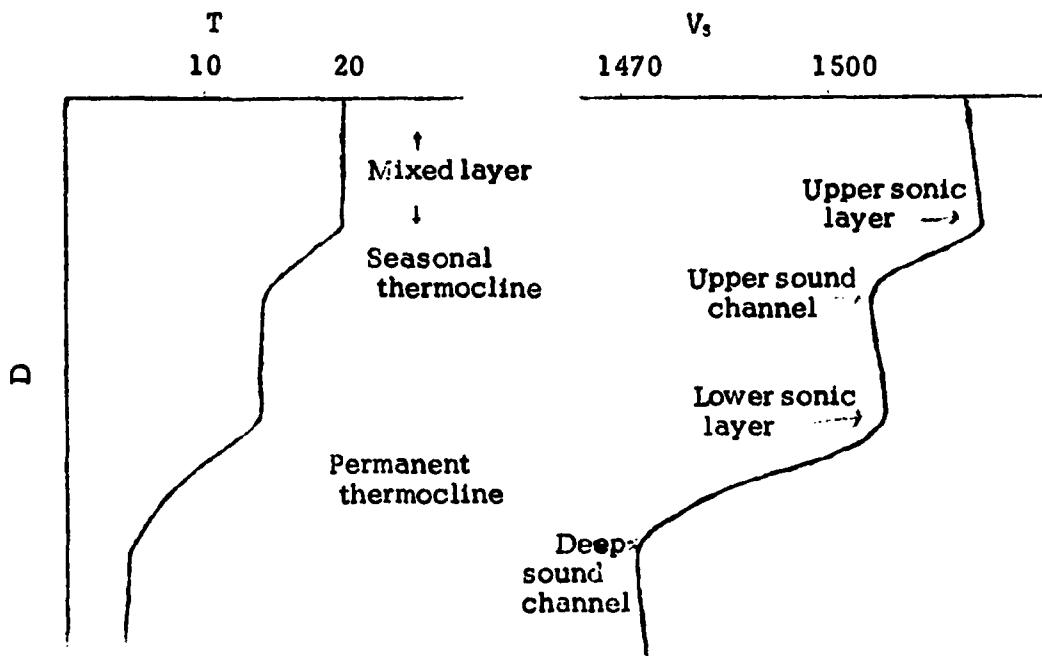 T
10 20
Mixed layer
Seasonal
thermocline
Permanent
thermocline
D
Vs
1470 1500
Upper sonic
layer
Upper sound
channel
Lower sonic
layer
Deep
sound
channel